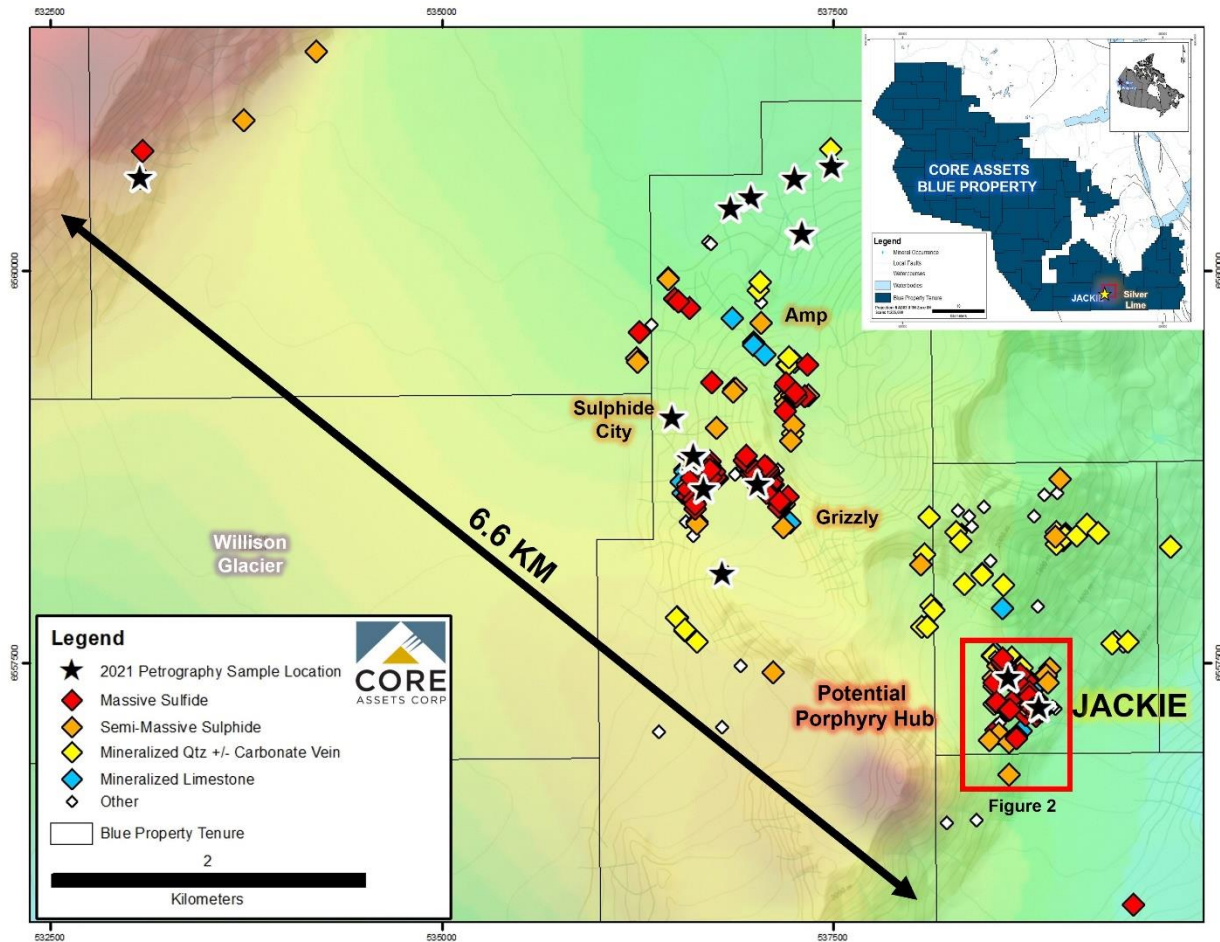 532500
535000
537500
CORE ASSETS
BLUE PROPERTY
Legend
Mineral Occurrence
Local Faults
Watercourses
Waterbodies
Blue Property Tenure
JACKIE
Silver
Lime
6560000
Amp
Sulphide
City
Grizzly
6.6 KM
Willison
Glacier
Potential
Porphyry Hub
JACKIE
Figure 2
6557500
6557500
Legend
CORE
ASSETS CORP
2021 Petrography Sample Location
Massive Sulfide
Semi-Massive Sulphide
Mineralized Qtz +/- Carbonate Vein
Mineralized Limestone
Other
Blue Property Tenure
2
Kilometers
532500
535000
537500